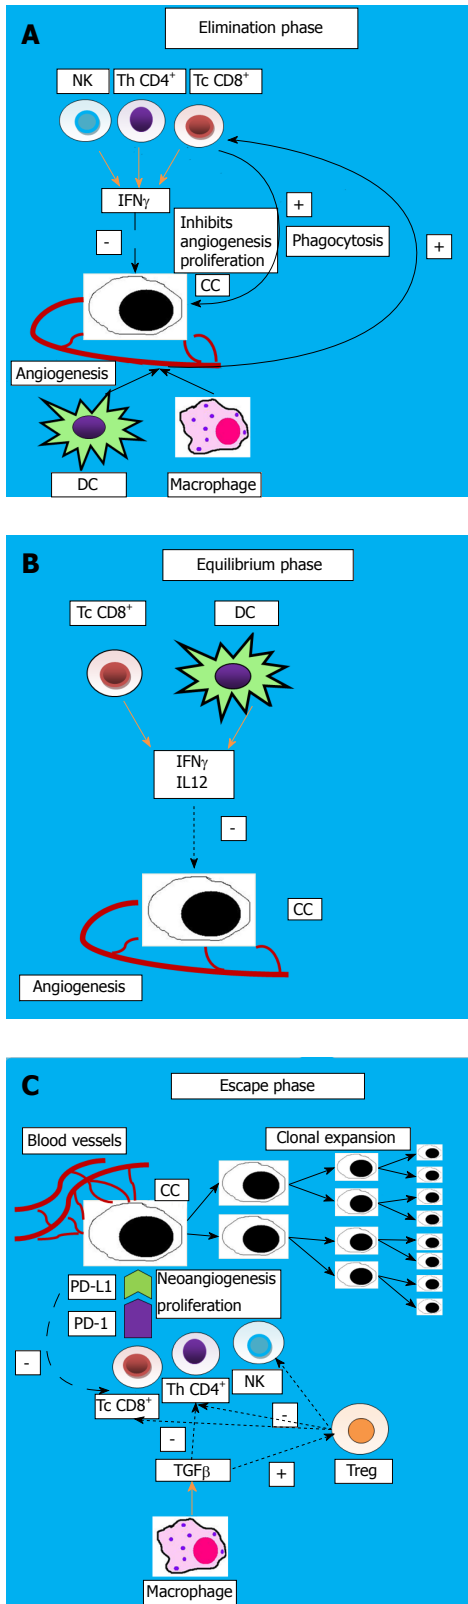 A
Elimination phase
NK
Th CD4⁺
Tc CD8⁺
IFNγ
-
Inhibits
angiogenesis
proliferation
+
Phagocytosis
+
CC
Angiogenesis
DC
Macrophage
B
Equilibrium phase
Tc CD8⁺
DC
IFNγ
IL12
-
CC
Angiogenesis
C
Escape phase
Blood vessels
Clonal expansion
CC
PD-L1
Neoangiogenesis
proliferation
PD-1
-
Tc CD8⁺
Th CD4⁺
NK
-
-
TGFβ
+
Treg
Macrophage